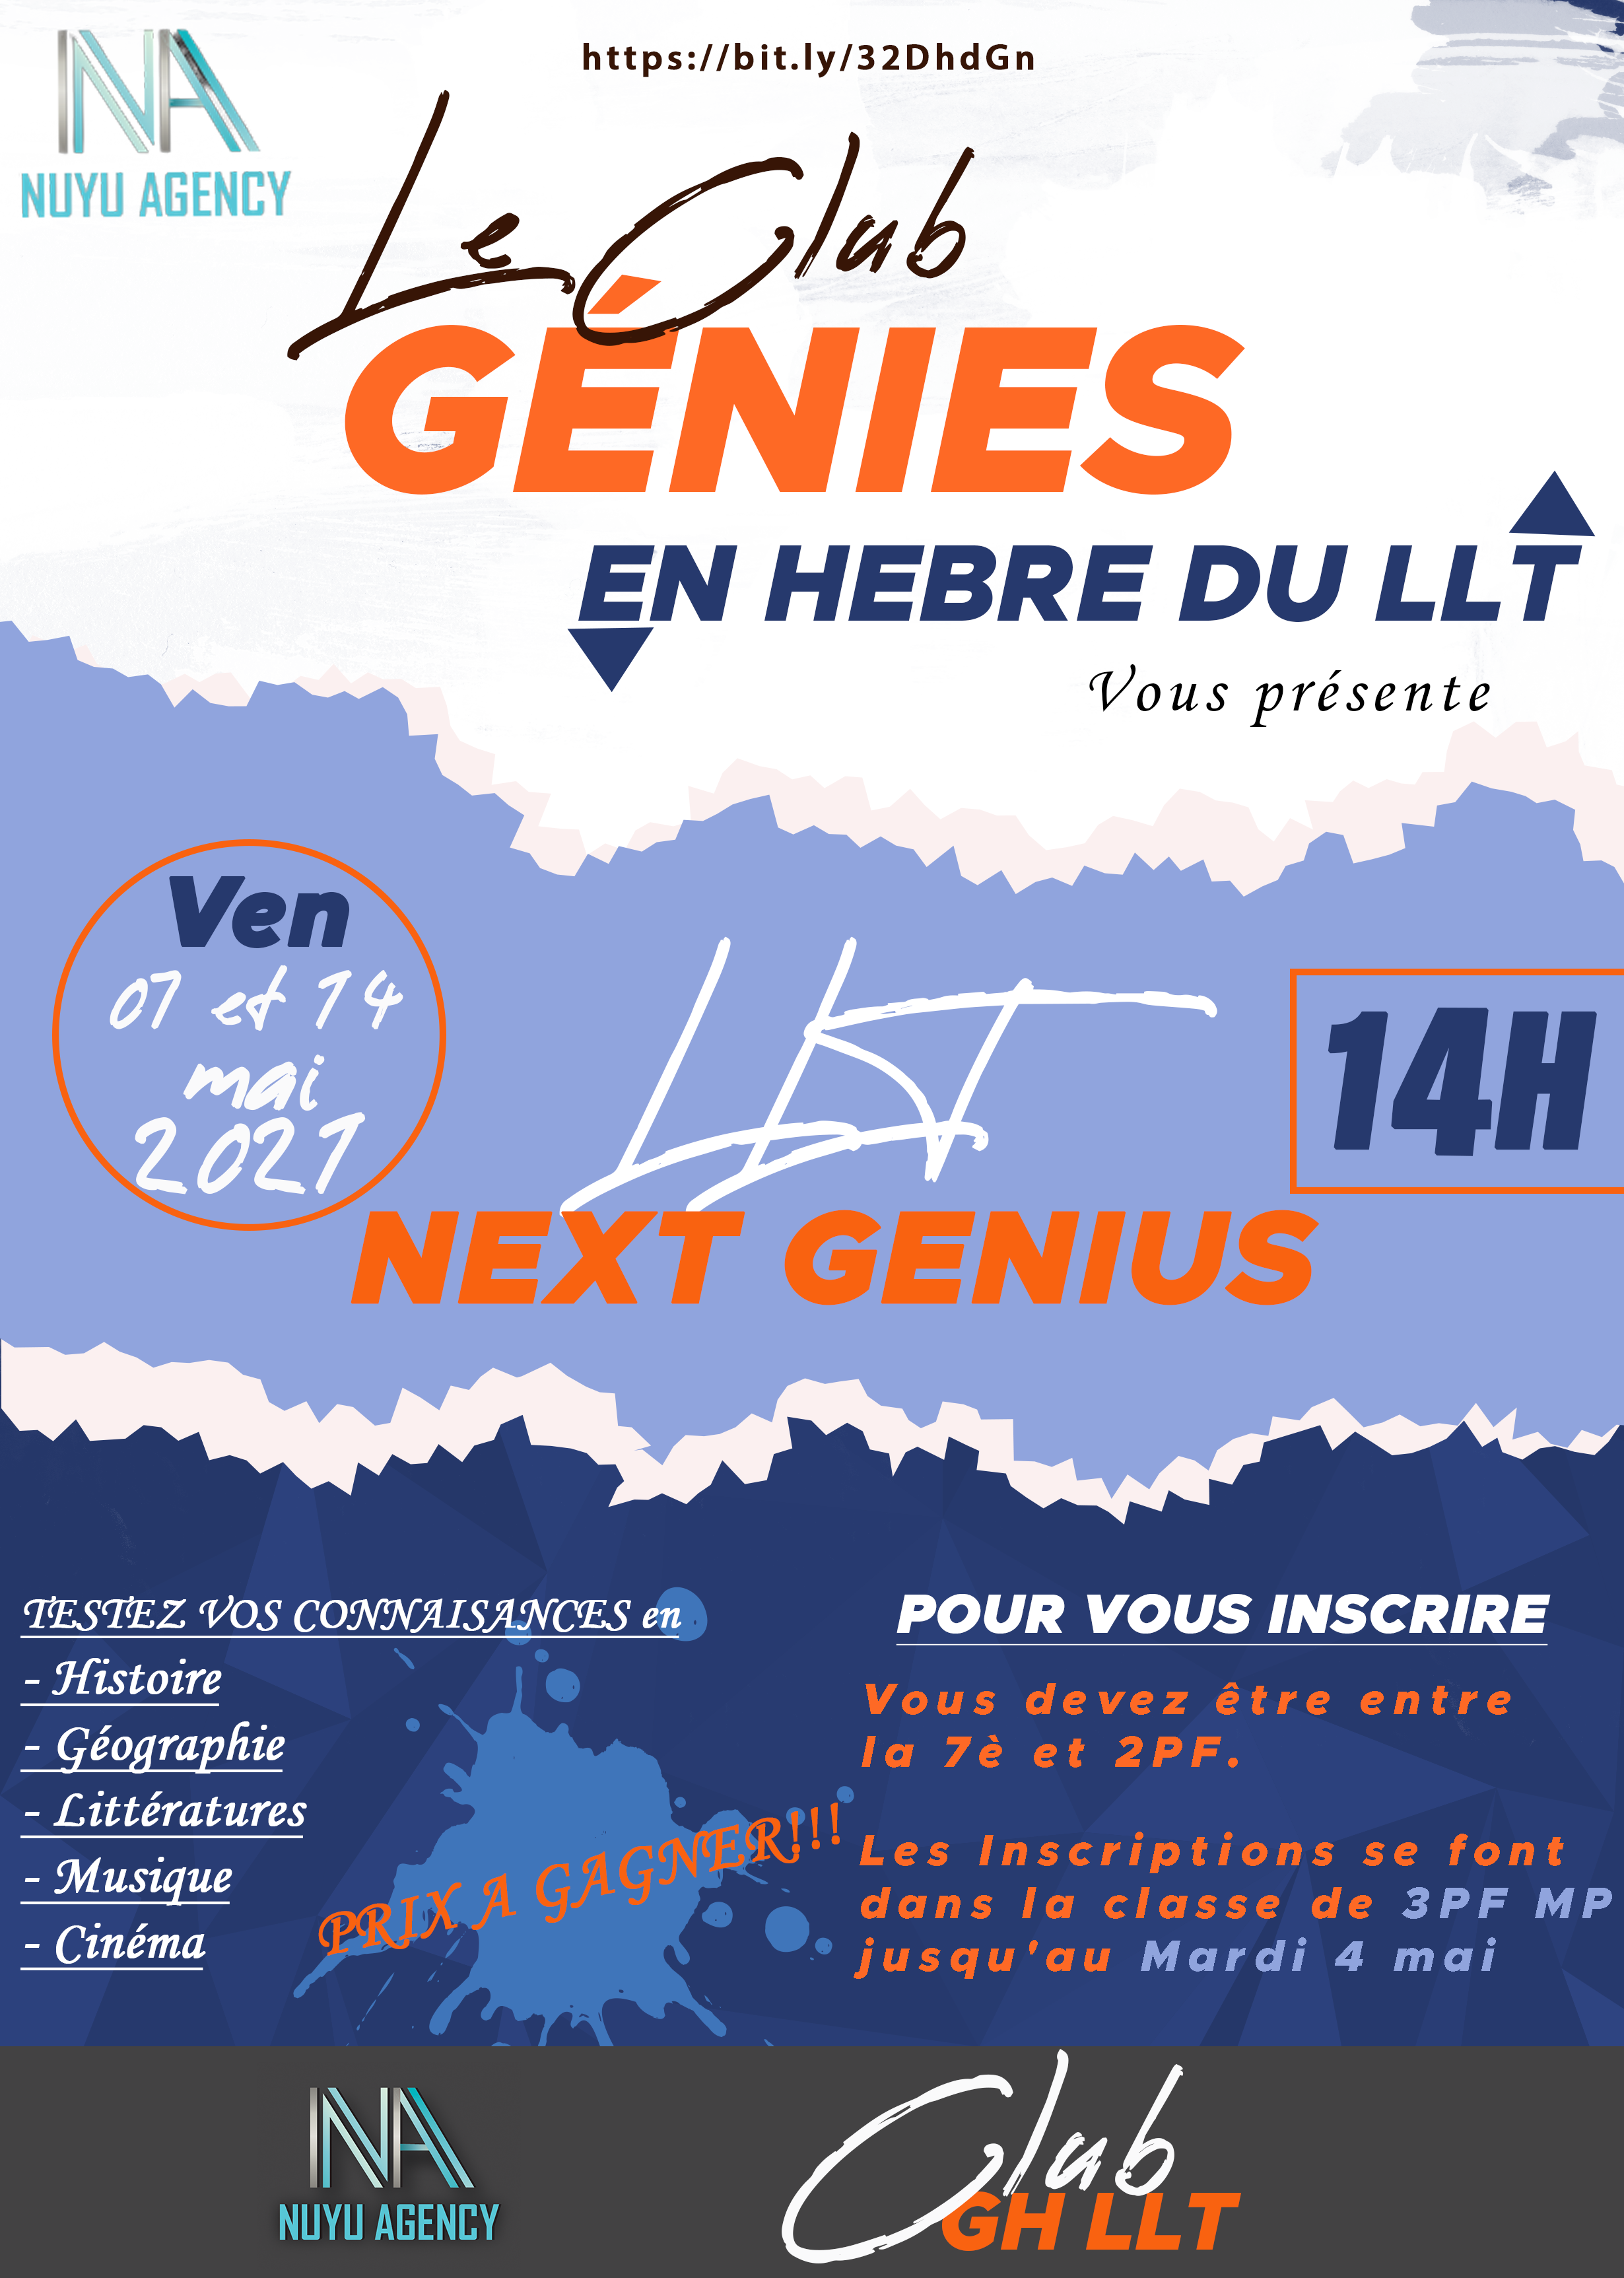 NUYU AGENCY
https://bit.ly/32DhdGn
Le Club
GÉNIES
EN HEBRE DU LLT
Vous présente
Ven
07 et 14
mai
2021
14H
NEXT GENIUS
TESTEZ VOS CONNAISANCES en
- Histoire
- Géographie
- Littératures
- Musique
- Cinéma
PRIX A GAGNER!!!
POUR VOUS INSCRIRE
Vous devez être entre
la 7è et 2PF.
Les Inscriptions se font
dans la classe de 3PF MP
jusqu'au Mardi 4 mai
NUYU AGENCY
Club
GH LLT